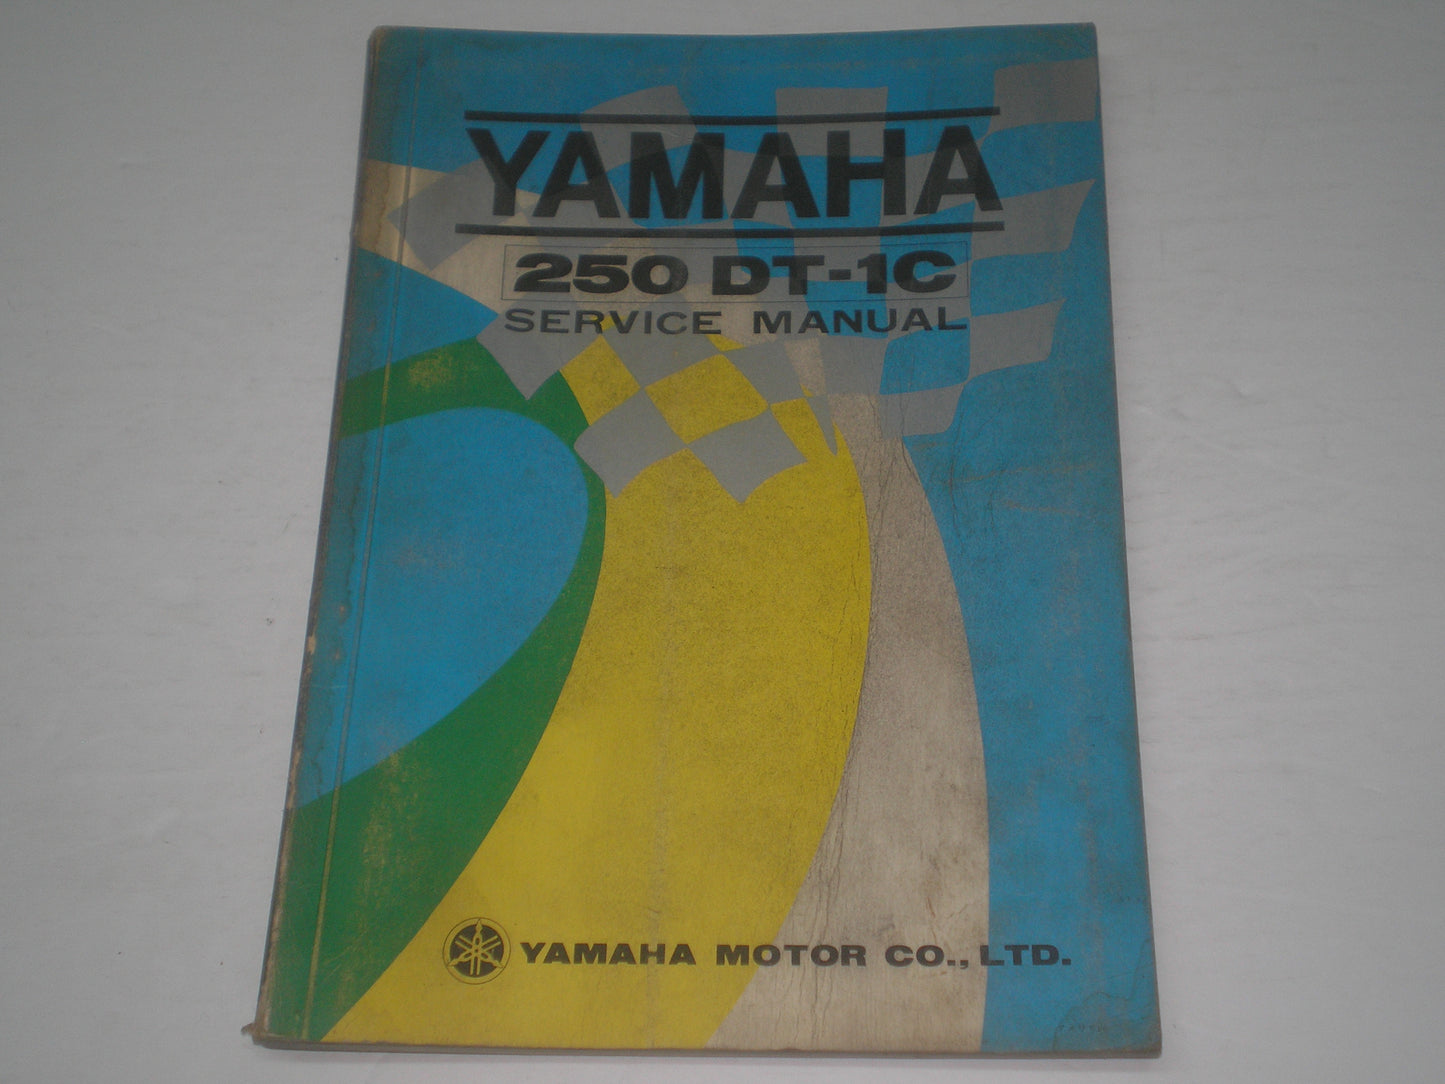 YAMAHA
250 DT-1C
SERVICE MANUAL
YAMAHA MOTOR CO., LTD.